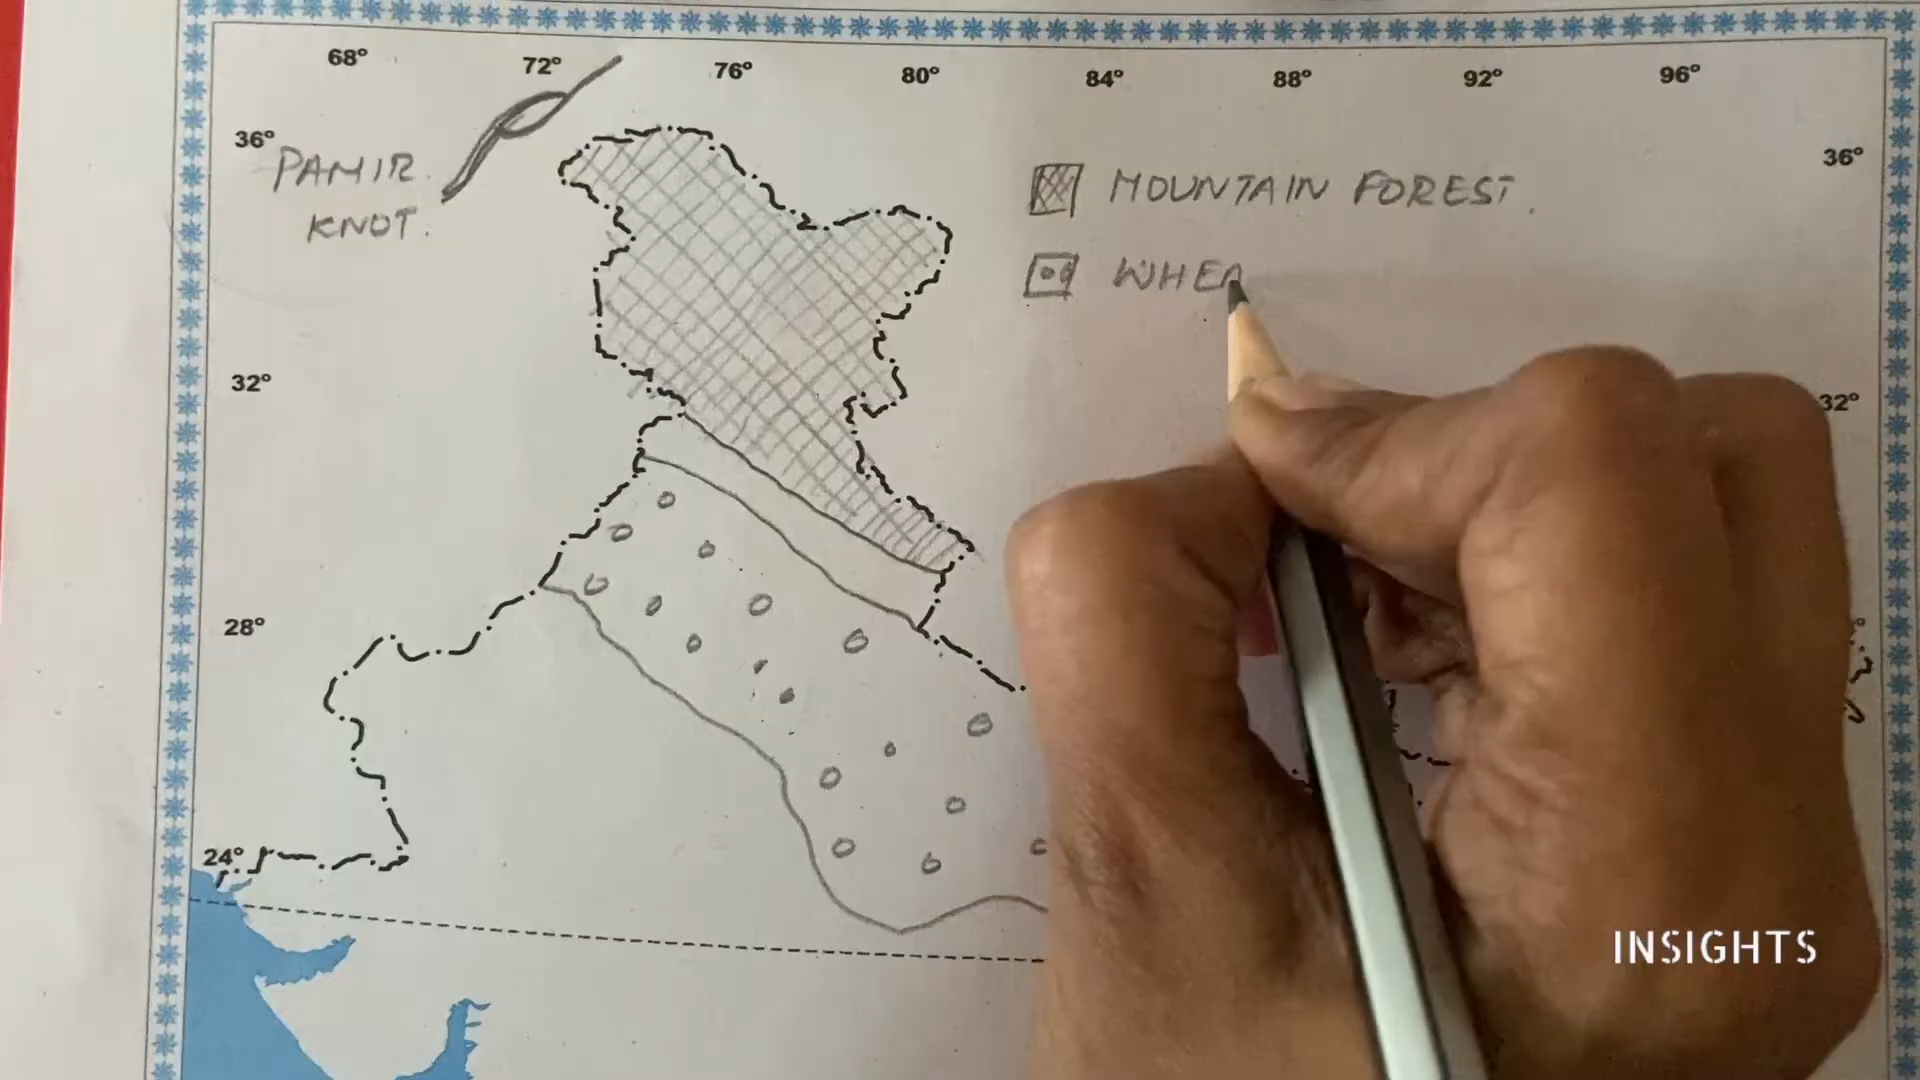 68° 72° 76° 80° 84° 88° 92° 96°
36° 36°
PAMIR
KNOT.
MOUNTAIN FOREST.
WHEA
32° 32°
28°
24°
INSIGHTS